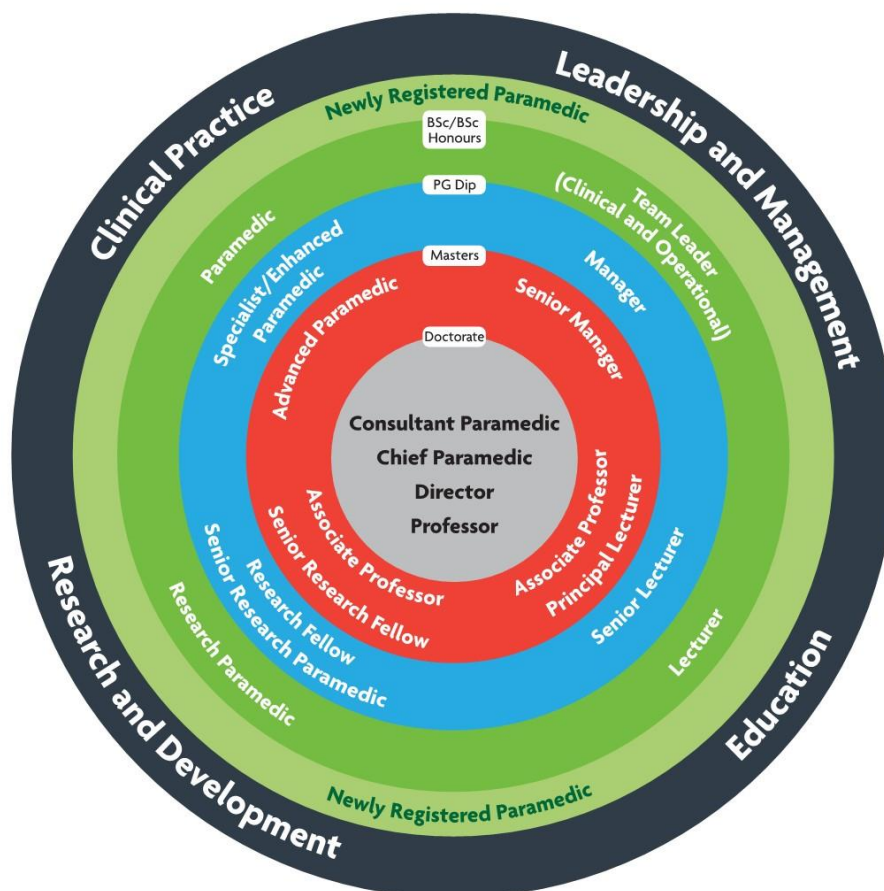 Clinical Practice
Leadership and Management
Newly Registered Paramedic
BSc/BSc
Honours
PG Dip
Masters
Doctorate
Paramedic
Team Leader
(Clinical and Operational)
Specialist/Enhanced
Paramedic
Manager
Advanced Paramedic
Senior Manager
Consultant Paramedic
Chief Paramedic
Director
Professor
Associate Professor
Senior Research Fellow
Research Fellow
Senior Research Paramedic
Research Paramedic
Associate Professor
Principal Lecturer
Senior Lecturer
Lecturer
Research and Development
Education
Newly Registered Paramedic